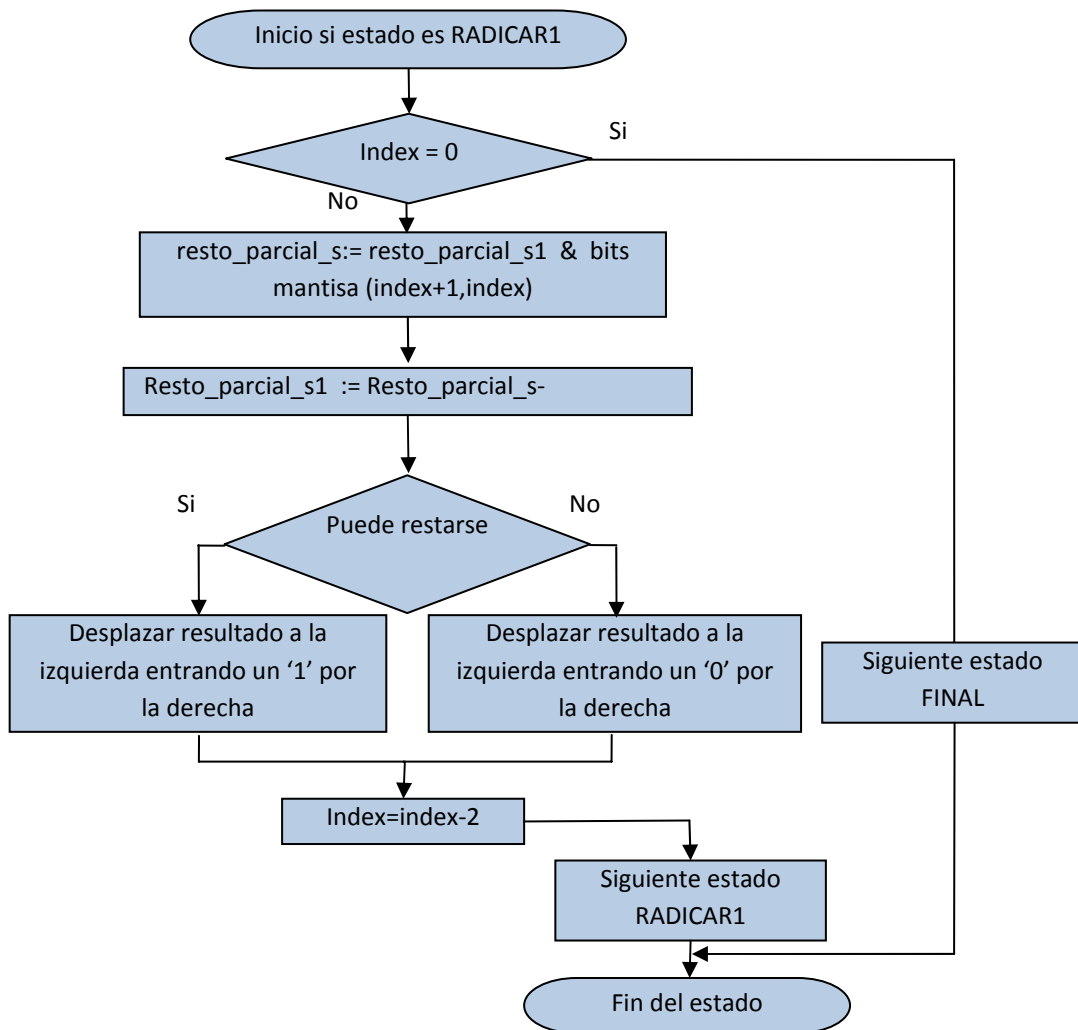 Inicio si estado es RADICAR1
Si
Index = 0
No
resto_parcial_s:= resto_parcial_s1 & bits
mantisa (index+1,index)
Resto_parcial_s1 := Resto_parcial_s-
Si
No
Puede restarse
Desplazar resultado a la
izquierda entrando un ‘1’ por
la derecha
Desplazar resultado a la
izquierda entrando un ‘0’ por
la derecha
Siguiente estado
FINAL
Index=index-2
Siguiente estado
RADICAR1
Fin del estado